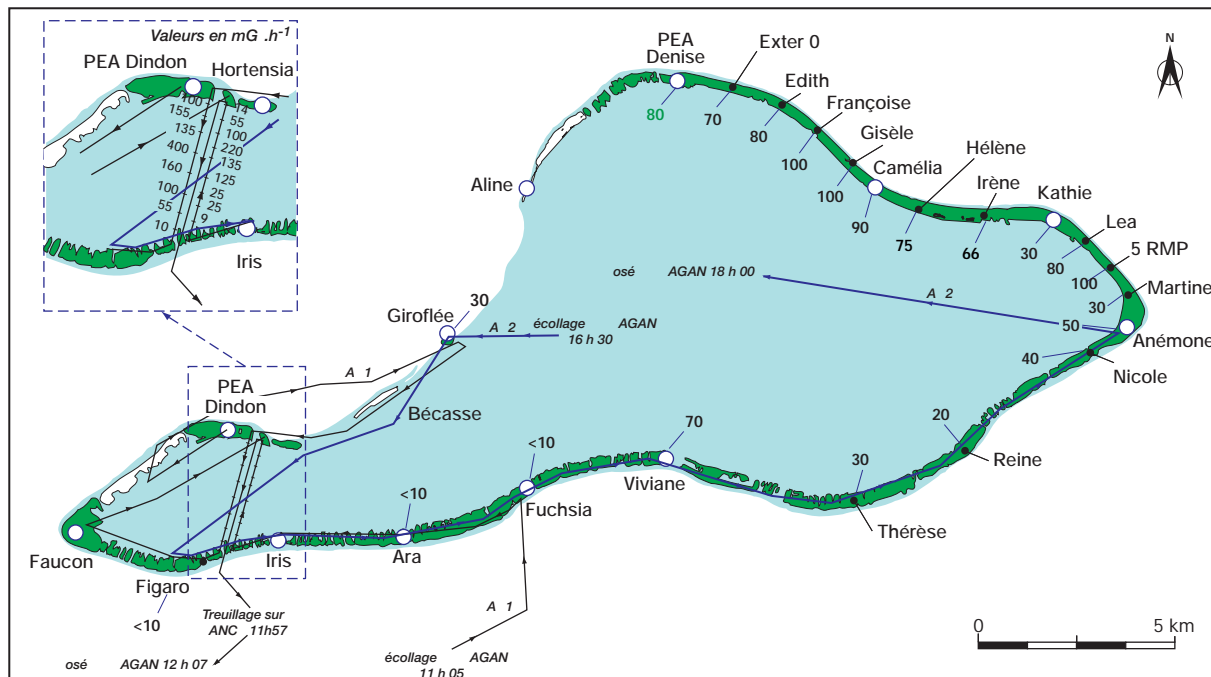 Valeurs en mG .h-1
PEA Dindon
Hortensia
100
155
135
400
160
100
55
10
14
55
100
220
135
125
25
25
9
Iris
PEA
Denise
80
Exter 0
70
Edith
80
Françoise
100
Gisèle
100
Camélia
90
Hélène
75
Irène
66
Kathie
30
Lea
80
5 RMP
100
Martine
30
50
Anémone
40
Nicole
20
Reine
30
Thérèse
70
Viviane
<10
Fuchsia
<10
Ara
Iris
Figaro
<10
Faucon
PEA
Dindon
Bécasse
Giroflée
30
Aline
N
osé AGAN 18 h 00
A 2
A 2
écollage AGAN
16 h 30
A 1
A 1
écollage AGAN
11 h 05
Treuillage sur
ANC 11h57
osé AGAN 12 h 07
0
5 km